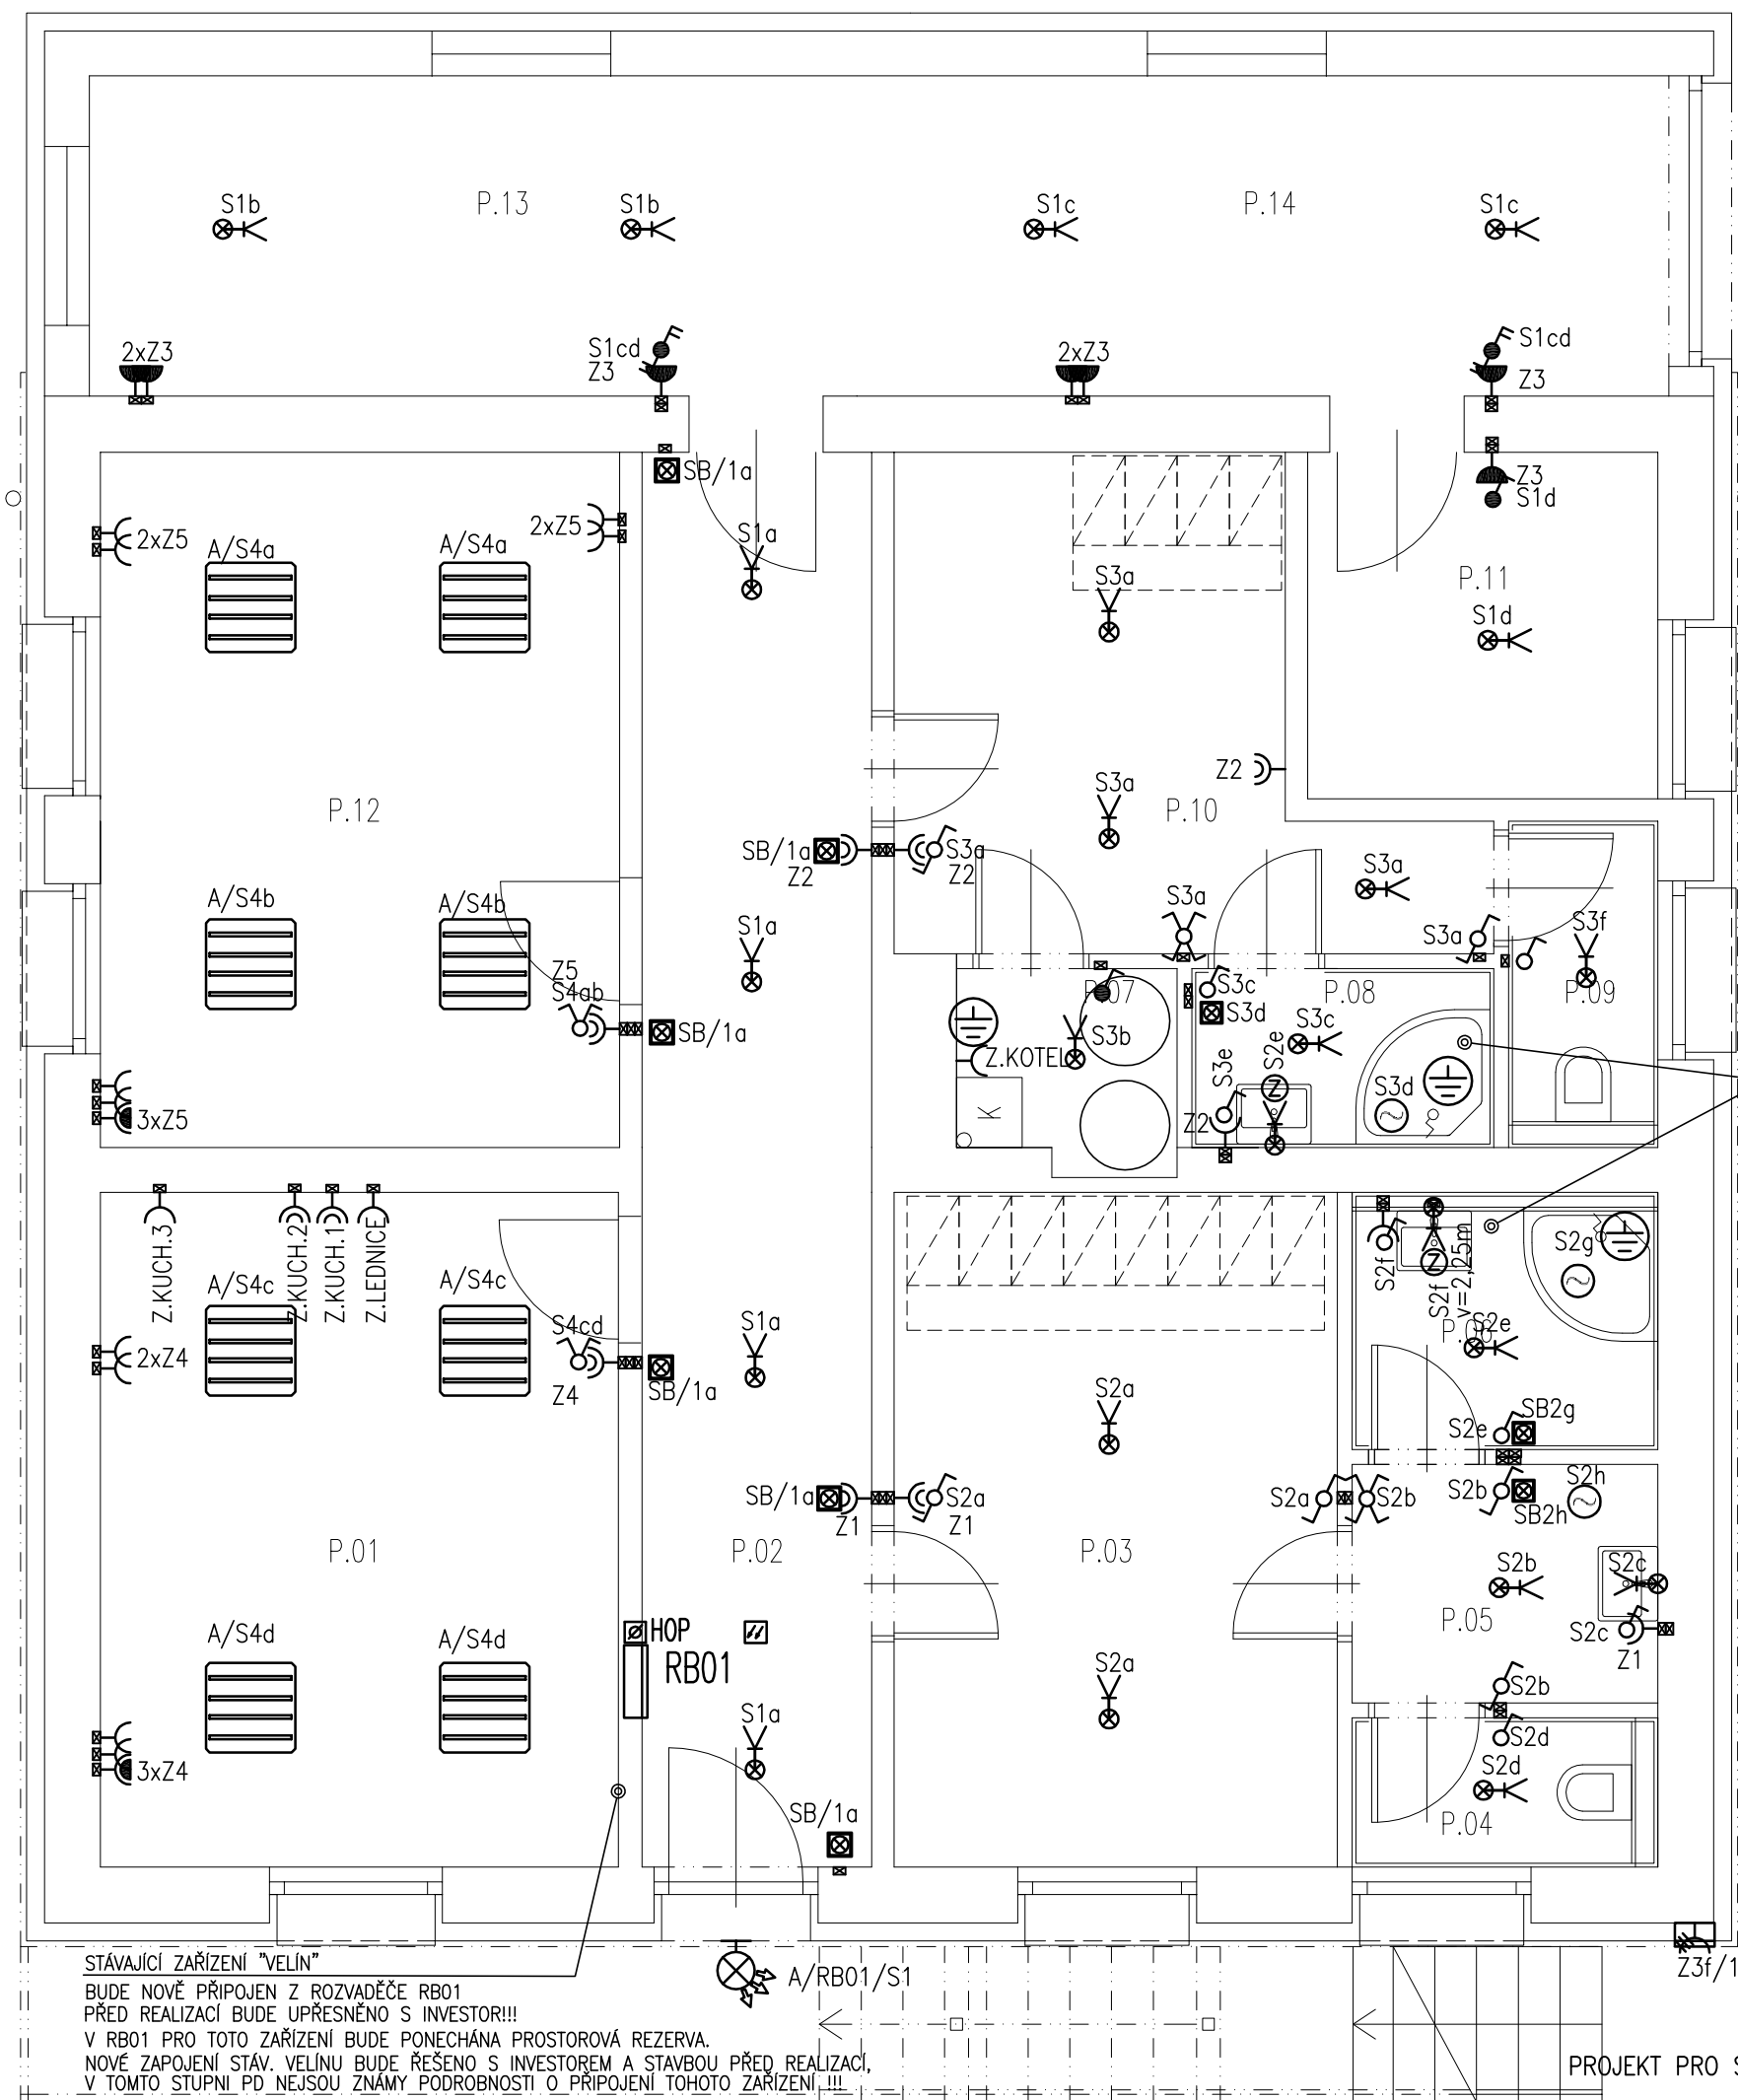 S1b
P.13
S1b
S1c
P.14
S1c
2xZ3
S1cd
Z3
2xZ3
S1cd
Z3
SB/1a
Z3
S1d
2xZ5
A/S4a
A/S4a
2xZ5
S1a
S3a
P.11
S1d
P.12
S3a
P.10
Z2
SB/1a
Z2
S3a
Z2
S3a
S3a
S3a
S3f
A/S4b
A/S4b
S1a
Z5
S4ab
SB/1a
P.07
S3c
S3d
P.08
P.09
S3b
Z.KOTEL
S3c
S2e
S3e
S3d
Z2
K
Z
3xZ5
Z.KUCH.3
Z.KUCH.2
Z.KUCH.1
Z.LEDNICE
A/S4c
A/S4c
S4cd
Z4
2xZ4
SB/1a
S1a
S2f
Z
S2f
v=2,25m
S2g
P.06
S2e
S2a
S2e
SB2g
SB/1a
Z1
S2a
Z1
S2a
S2b
S2b
SB2h
S2h
P.01
P.02
P.03
S2b
S2c
P.05
S2c
Z1
A/S4d
A/S4d
HOP
RB01
S2a
S2b
S1a
S2d
S2d
3xZ4
P.04
SB/1a
STÁVAJÍCÍ ZAŘÍZENÍ "VELÍN"
BUDE NOVĚ PŘIPOJEN Z ROZVADĚČE RB01
PŘED REALIZACÍ BUDE UPŘESNĚNO S INVESTOR!!!
V RB01 PRO TOTO ZAŘÍZENÍ BUDE PONECHÁNA PROSTOROVÁ REZERVA.
NOVÉ ZAPOJENÍ STÁV. VELÍNU BUDE ŘEŠENO S INVESTOREM A STAVBOU PŘED REALIZACÍ,
V TOMTO STUPNI PD NEJSOU ZNÁMY PODROBNOSTI O PŘIPOJENÍ TOHOTO ZAŘÍZENÍ !!!
A/RB01/S1
Z3f/1
PROJEKT PRO S